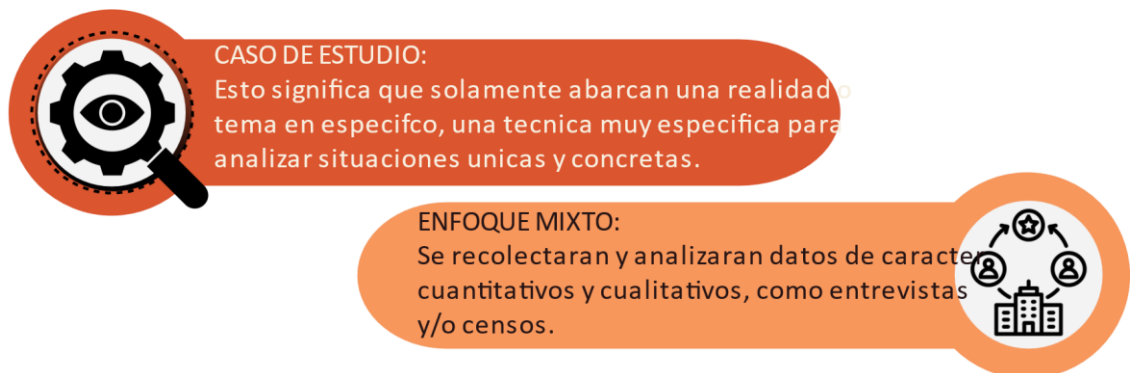 CASO DE ESTUDIO:
Esto significa que solamente abarcan una realidad o
tema en especifco, una tecnica muy especifica para
analizar situaciones unicas y concretas.
ENFOQUE MIXTO:
Se recolectaran y analizaran datos de caracter
cuantitativos y cualitativos, como entrevistas
y/o censos.